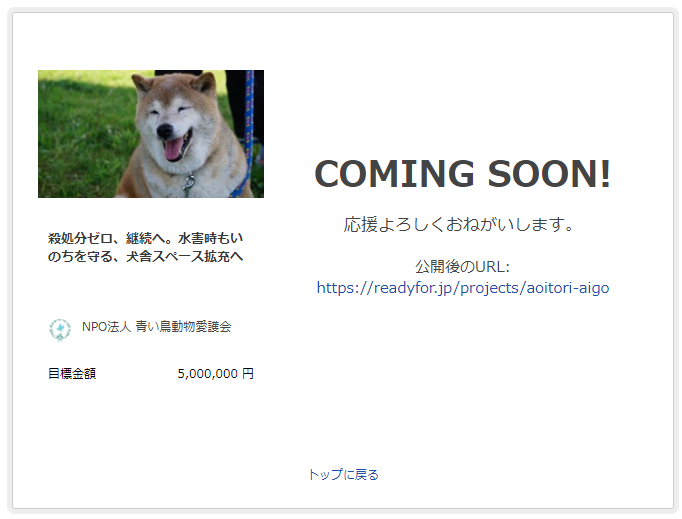 殺処分ゼロ、継続へ。水害時もい
のちを守る、犬舎スペース拡充へ
NPO法人 青い鳥動物愛護会
目標金額 5,000,000 円
COMING SOON!
応援よろしくおねがいします。
公開後のURL:
https://readyfor.jp/projects/aoitori-aigo
トップに戻る